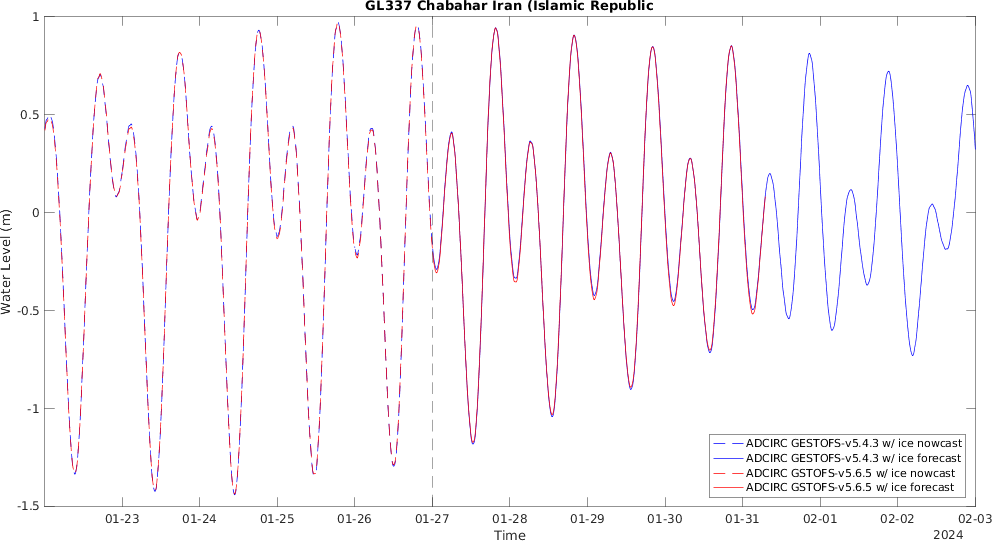 GL337 Chabahar Iran (Islamic Republic
1
0.5
0
-0.5
-1
-1.5
Water Level (m)
ADCIRC GESTOFS-v5.4.3 w/ ice nowcast
ADCIRC GESTOFS-v5.4.3 w/ ice forecast
ADCIRC GSTOFS-v5.6.5 w/ ice nowcast
ADCIRC GSTOFS-v5.6.5 w/ ice forecast
01-23 01-24 01-25 01-26 01-27 01-28 01-29 01-30 01-31 02-01 02-02 02-03
Time
2024